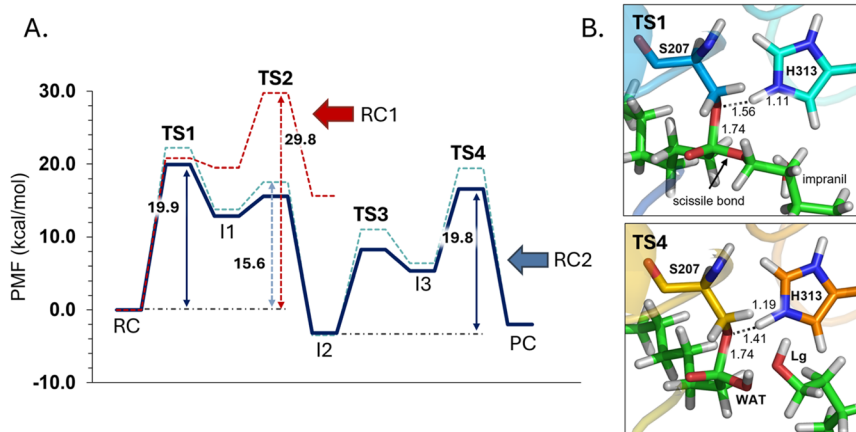 A.
PMF (kcal/mol)
30.0
20.0
10.0
0.0
-10.0
RC
TS1
19.9
I1
TS2
29.8
15.6
I2
TS3
I3
TS4
19.8
PC
RC1
RC2
B.
TS1
S207
H313
1.56
1.11
1.74
impranil
scissile bond
TS4
S207
1.19
H313
1.41
1.74
Lg
WAT